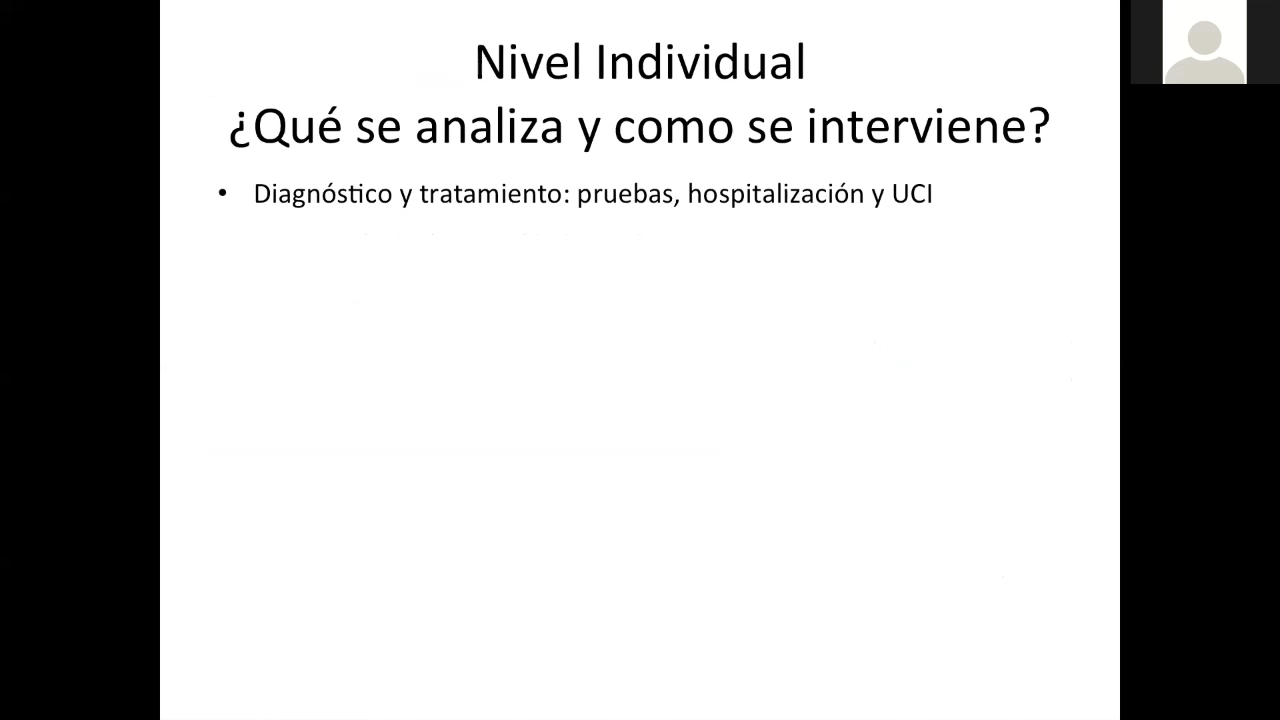 Nivel Individual
¿Qué se analiza y como se interviene?
• Diagnóstico y tratamiento: pruebas, hospitalización y UCI